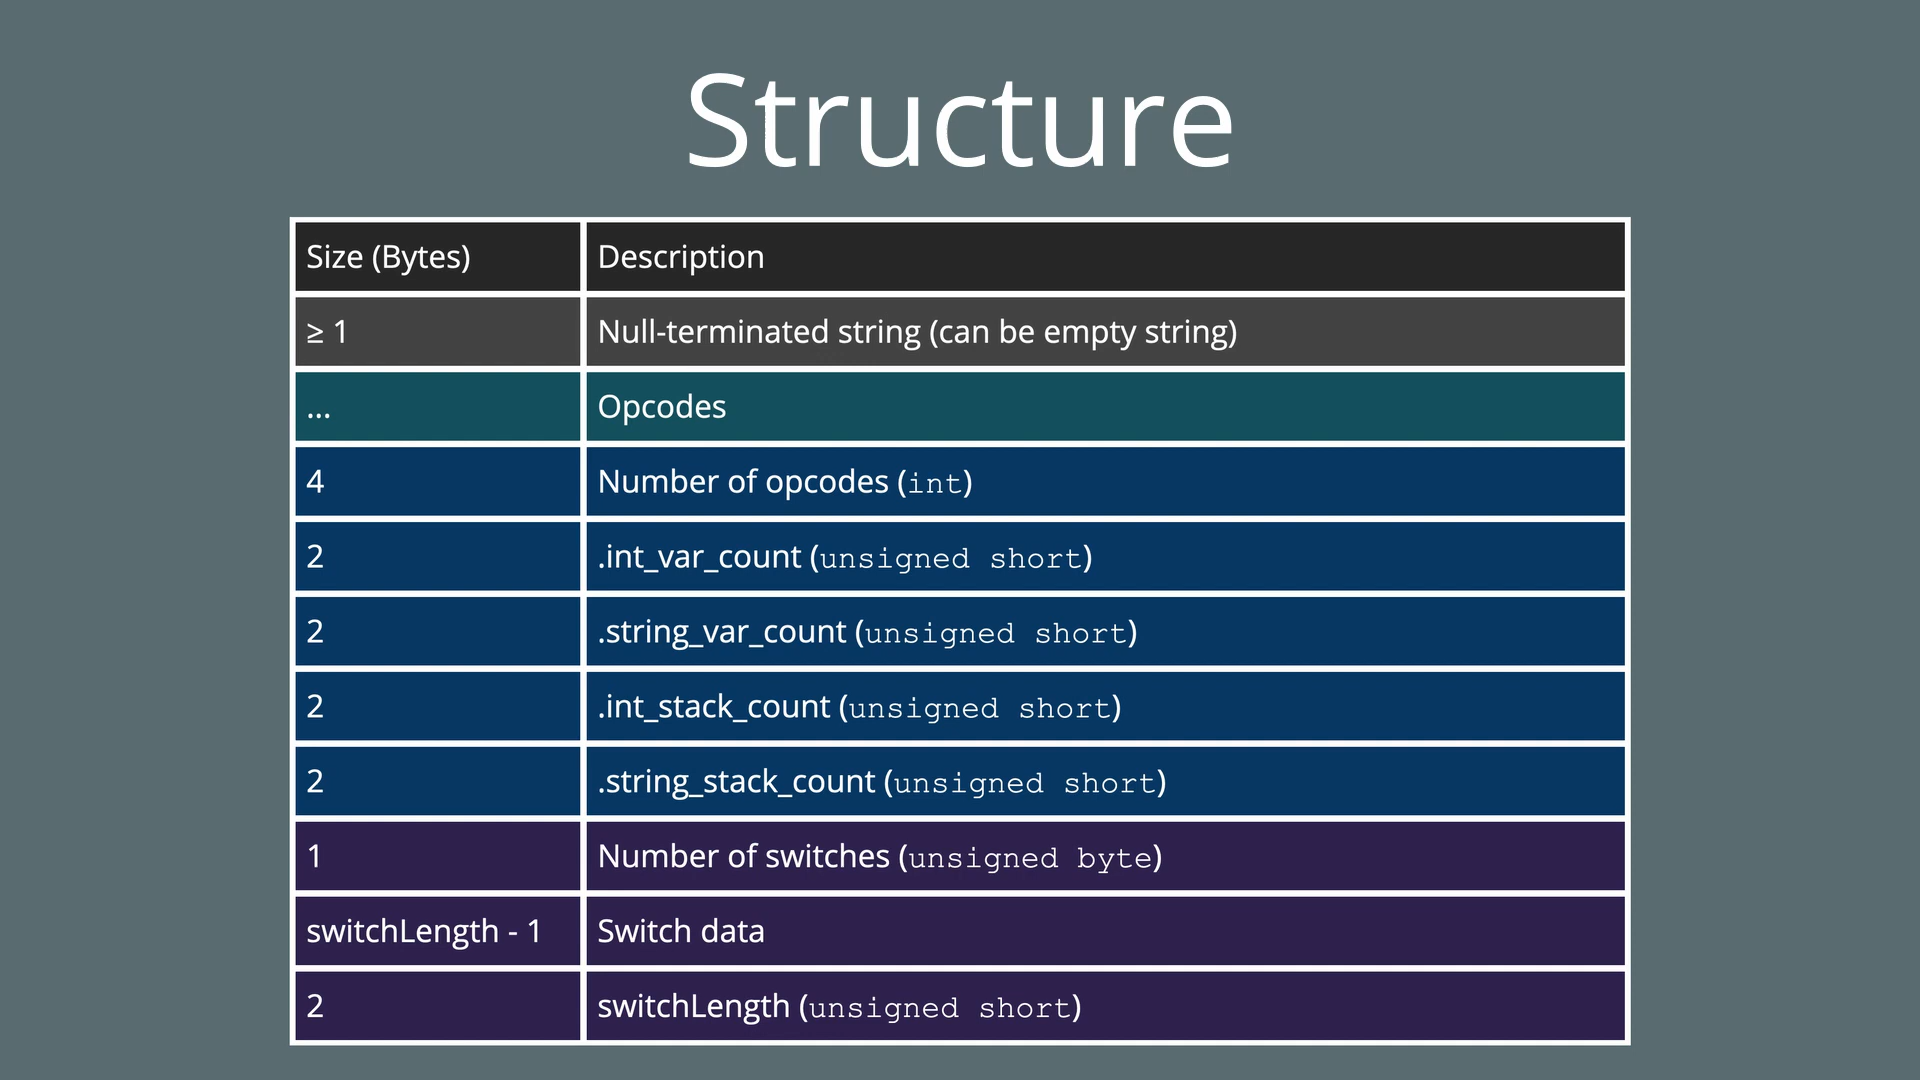 Structure
Size (Bytes) Description
≥ 1 Null-terminated string (can be empty string)
... Opcodes
4 Number of opcodes (int)
2 .int_var_count (unsigned short)
2 .string_var_count (unsigned short)
2 .int_stack_count (unsigned short)
2 .string_stack_count (unsigned short)
1 Number of switches (unsigned byte)
switchLength - 1 Switch data
2 switchLength (unsigned short)